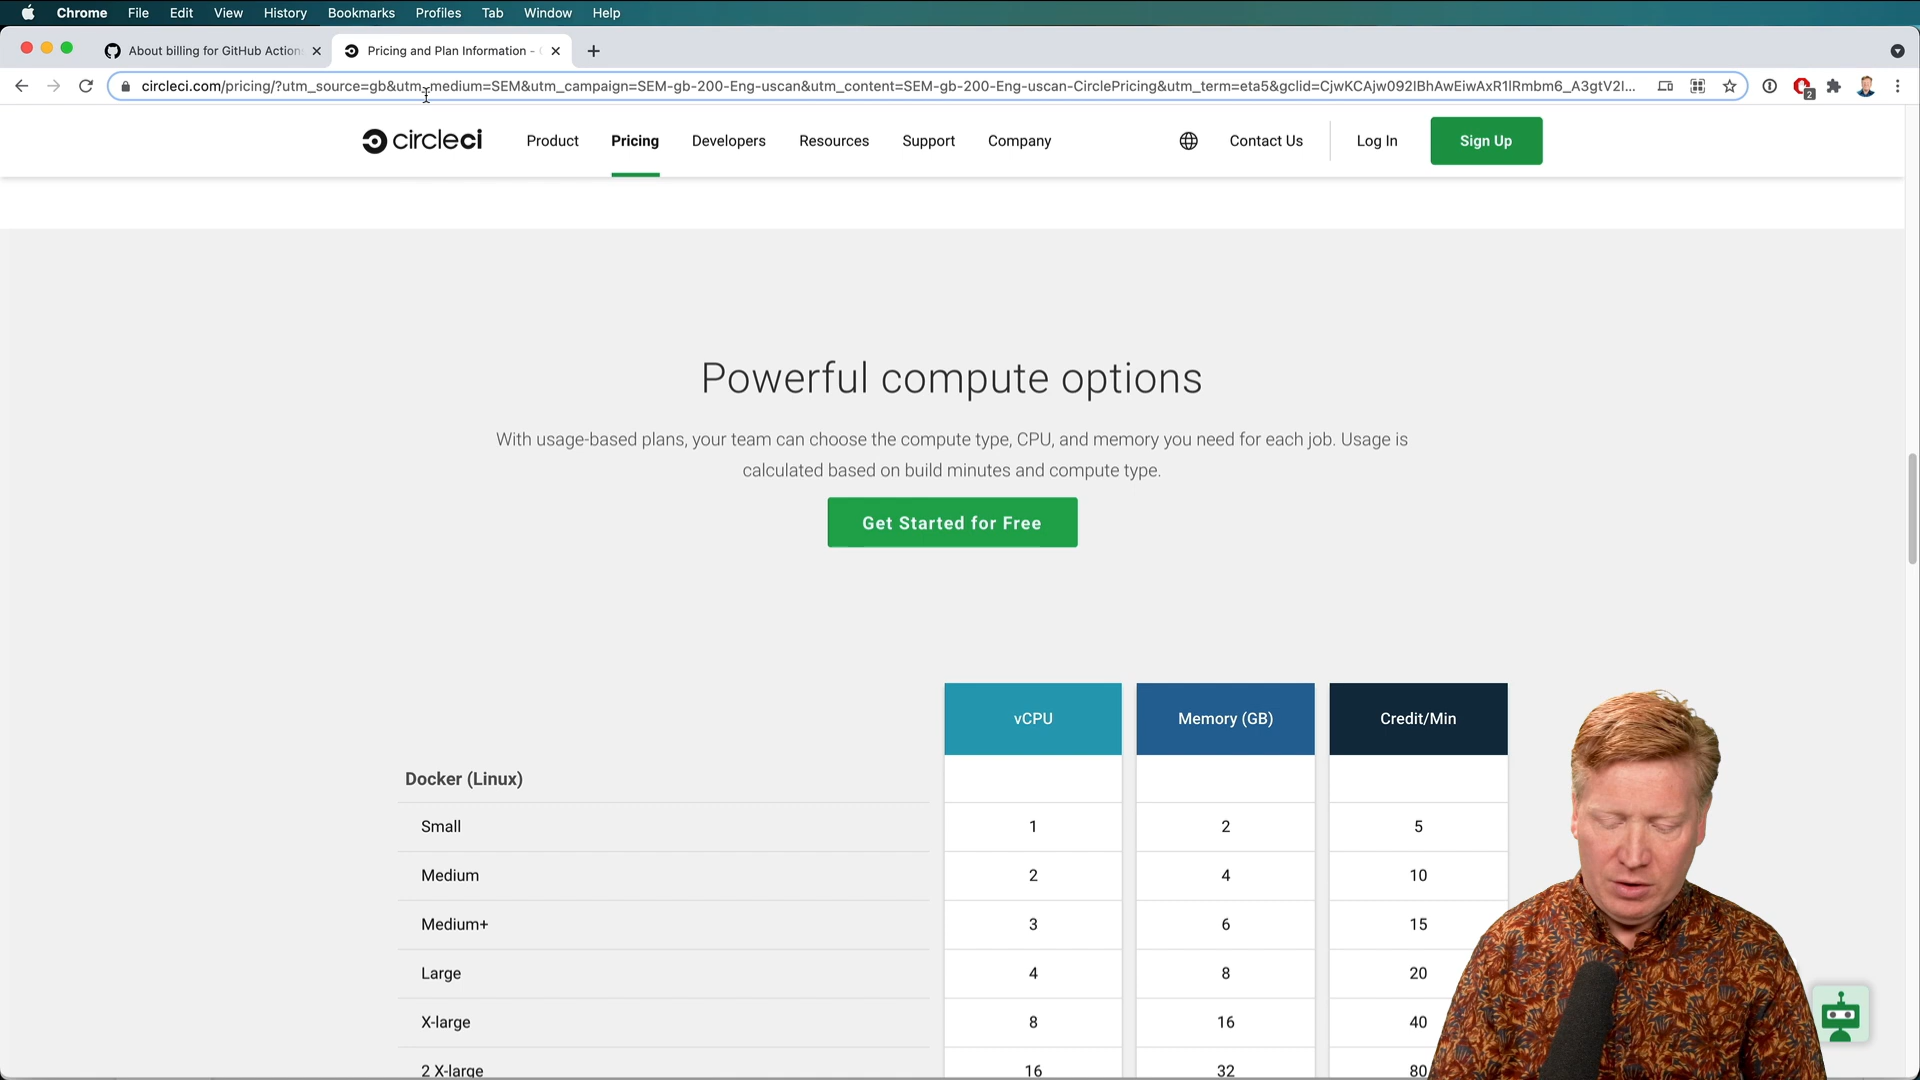 Chrome File Edit View History Bookmarks Profiles Tab Window Help
About billing for GitHub Action
Pricing and Plan Information -
circleci.com/pricing/?utm_source=gb&utm_medium=SEM&utm_campaign=SEM-gb-200-Eng-uscan&utm_content=SEM-gb-200-Eng-uscan-CirclePricing&utm_term=eta5&gclid=CjwKCAjw092IBhAwEiwAxR1lRmbm6_A3gtV2I...
2
circleci Product Pricing Developers Resources Support Company Contact Us Log In Sign Up
Powerful compute options
With usage-based plans, your team can choose the compute type, CPU, and memory you need for each job. Usage is
calculated based on build minutes and compute type.
Get Started for Free
vCPU Memory (GB) Credit/Min
Docker (Linux)
Small 1 2 5
Medium 2 4 10
Medium+ 3 6 15
Large 4 8 20
X-large 8 16 40
2 X-large 16 32 80